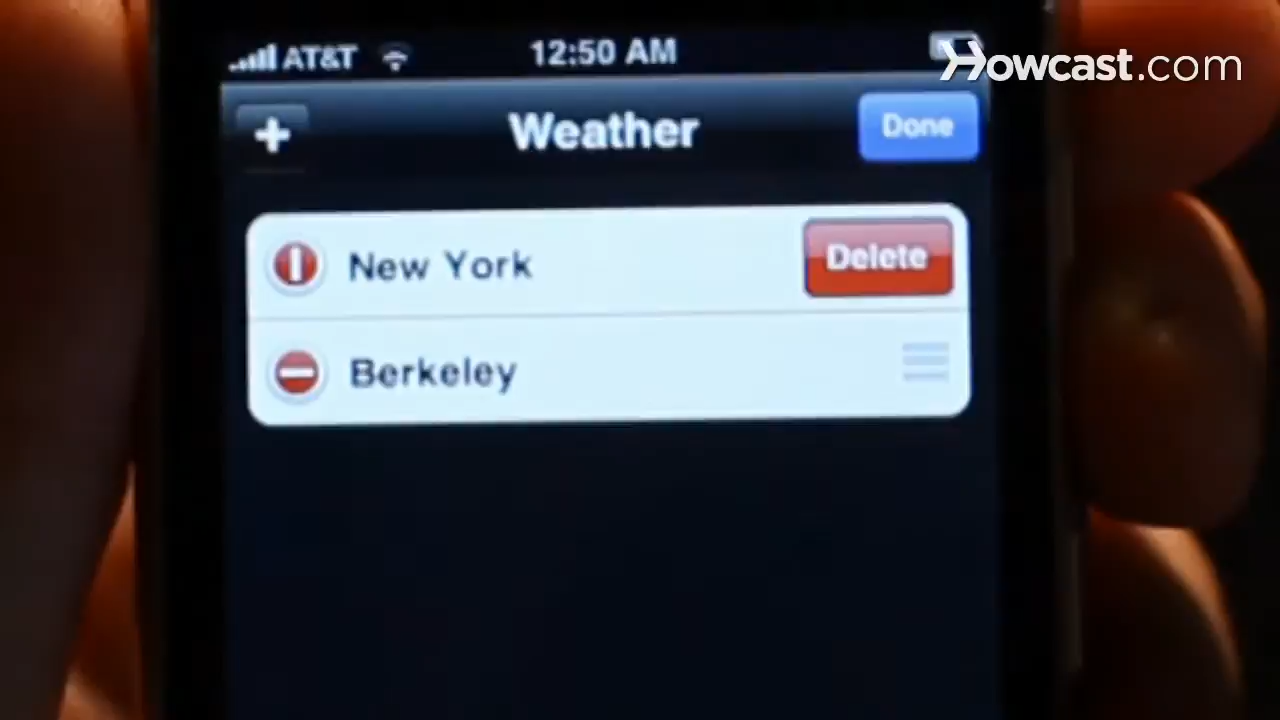 AT&T 12:50 AM
Howcast.com
+ Weather Done
New York Delete
Berkeley